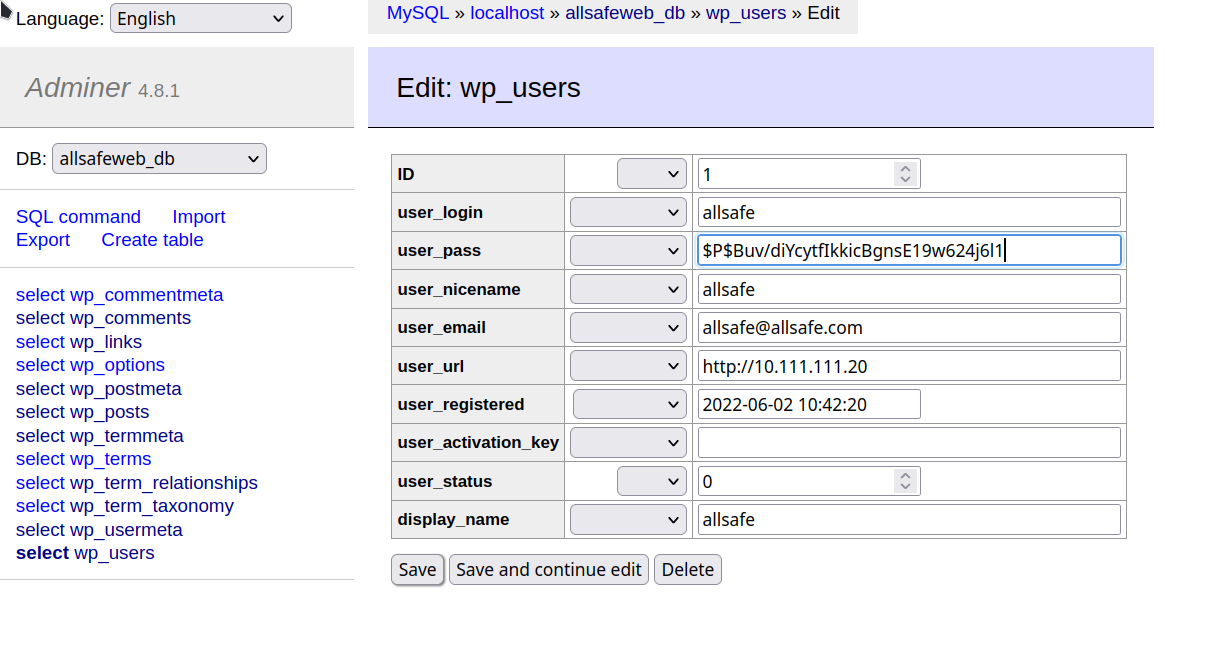 Language: English
MySQL » localhost » allsafeweb_db » wp_users » Edit
Adminer 4.8.1
Edit: wp_users
DB: allsafeweb_db
SQL command Import
Export Create table
select wp_commentmeta
select wp_comments
select wp_links
select wp_options
select wp_postmeta
select wp_posts
select wp_termmeta
select wp_terms
select wp_term_relationships
select wp_term_taxonomy
select wp_usermeta
select wp_users
ID 1
user_login allsafe
user_pass $P$Buv/diYcytfIkkicBgnsE19w624j6l1
user_nicename allsafe
user_email allsafe@allsafe.com
user_url http://10.111.111.20
user_registered 2022-06-02 10:42:20
user_activation_key
user_status 0
display_name allsafe
Save Save and continue edit Delete